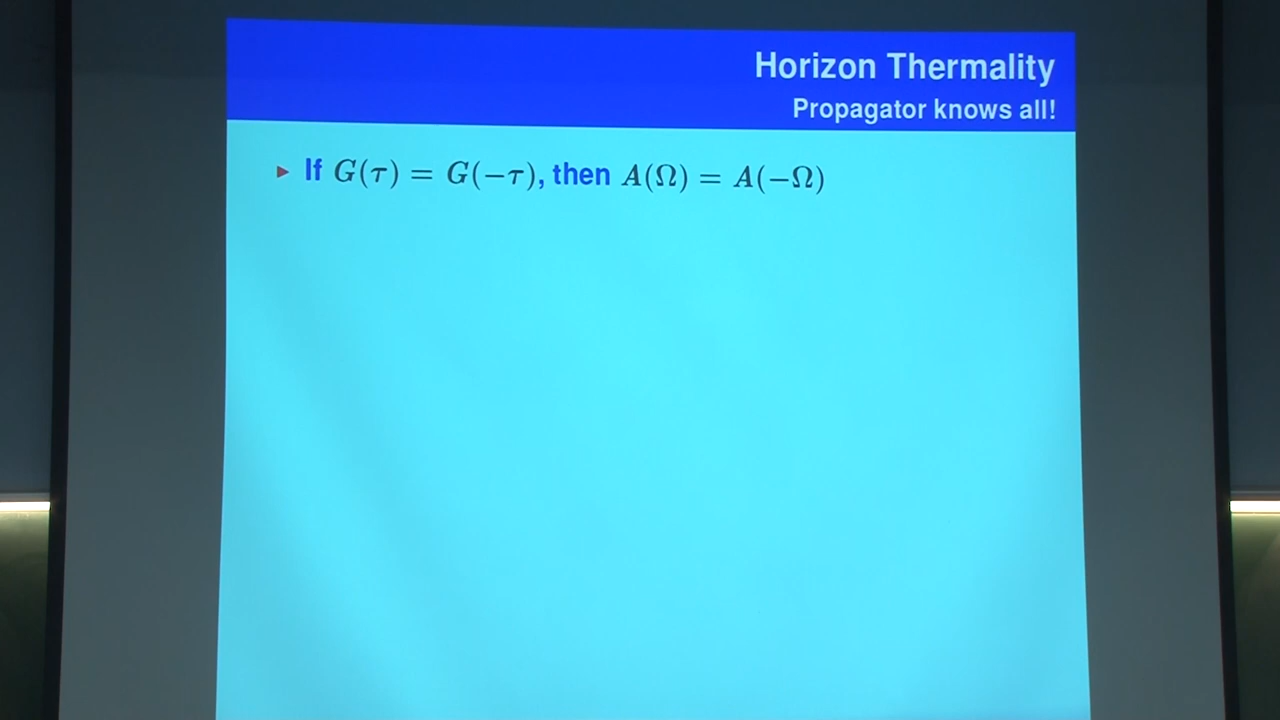 Horizon Thermality
Propagator knows all!
▸ If G(τ) = G(−τ), then A(Ω) = A(−Ω)